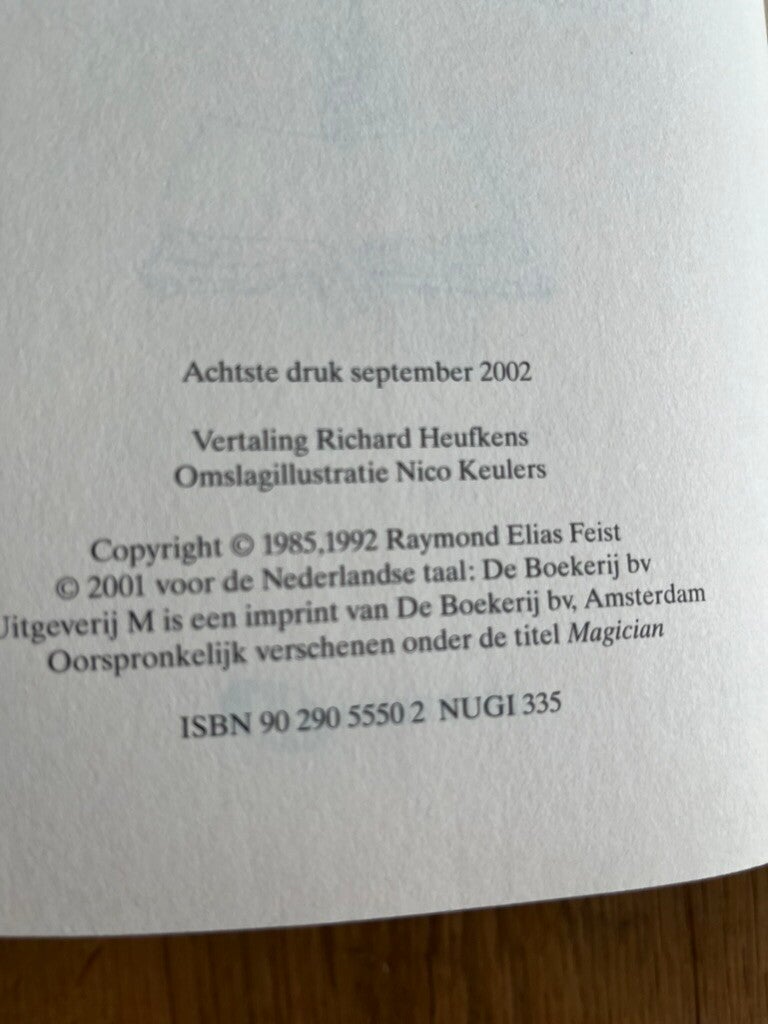 Achtste druk september 2002
Vertaling Richard Heufkens
Omslagillustratie Nico Keulers
Copyright © 1985,1992 Raymond Elias Feist
© 2001 voor de Nederlandse taal: De Boekerij bv
Uitgeverij M is een imprint van De Boekerij bv, Amsterdam
Oorspronkelijk verschenen onder de titel Magician
ISBN 90 290 5550 2 NUGI 335